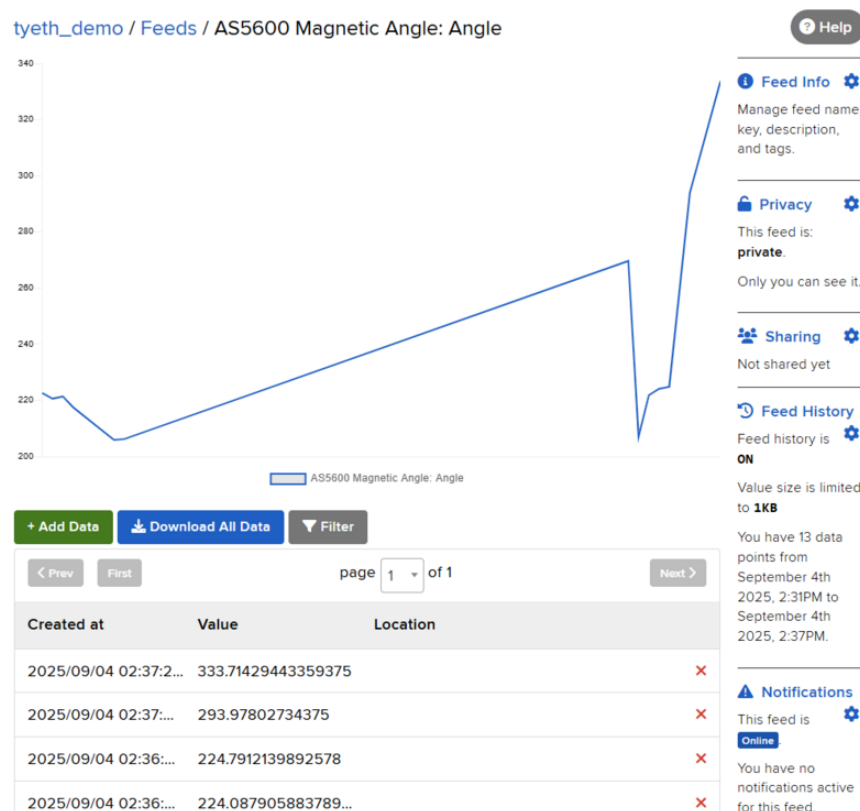 tyeth_demo / Feeds / AS5600 Magnetic Angle: Angle
Help
340
320
300
280
260
240
220
200
AS5600 Magnetic Angle: Angle
+ Add Data
Download All Data
Filter
Prev
First
page 1 of 1
Next
Created at Value Location
2025/09/04 02:37:2... 333.71429443359375
2025/09/04 02:37:... 293.97802734375
2025/09/04 02:36:... 224.7912139892578
2025/09/04 02:36:... 224.087905883789...
Feed Info
Manage feed name
key, description,
and tags.
Privacy
This feed is:
private.
Only you can see it.
Sharing
Not shared yet
Feed History
Feed history is
ON
Value size is limited
to 1KB
You have 13 data
points from
September 4th
2025, 2:31PM to
September 4th
2025, 2:37PM.
Notifications
This feed is
Online.
You have no
notifications active
for this feed.